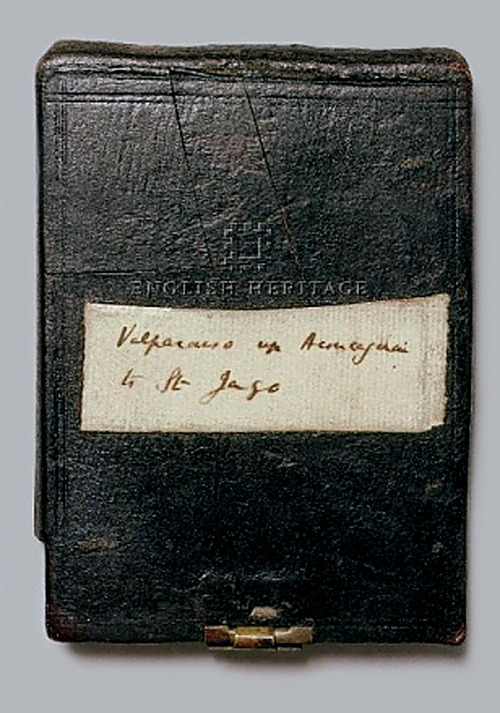 ENGLISH HERITAGE
Valparaiso up Aconcagua
to St Jago